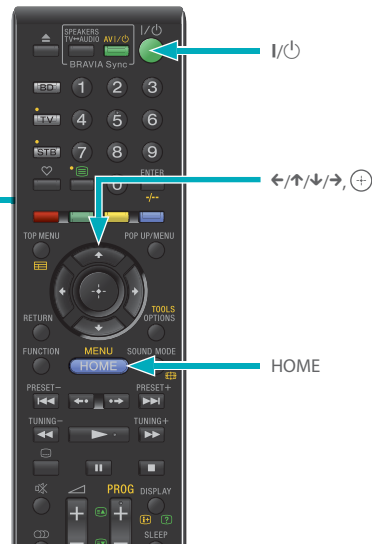 I/⏻
SPEAKERS
TV↔AUDIO
AV I/⏻
I/⏻
BRAVIA Sync
BD 1 2 3
TV 4 5 6
STB 7 8 9
0 ENTER
-/--
←/↑/↓/→, ⊕
TOP MENU POP UP/MENU
TOOLS
RETURN OPTIONS
FUNCTION MENU SOUND MODE
HOME
HOME
PRESET– PRESET+
TUNING– TUNING+
PROG DISPLAY
+ +
i+ ?
SLEEP